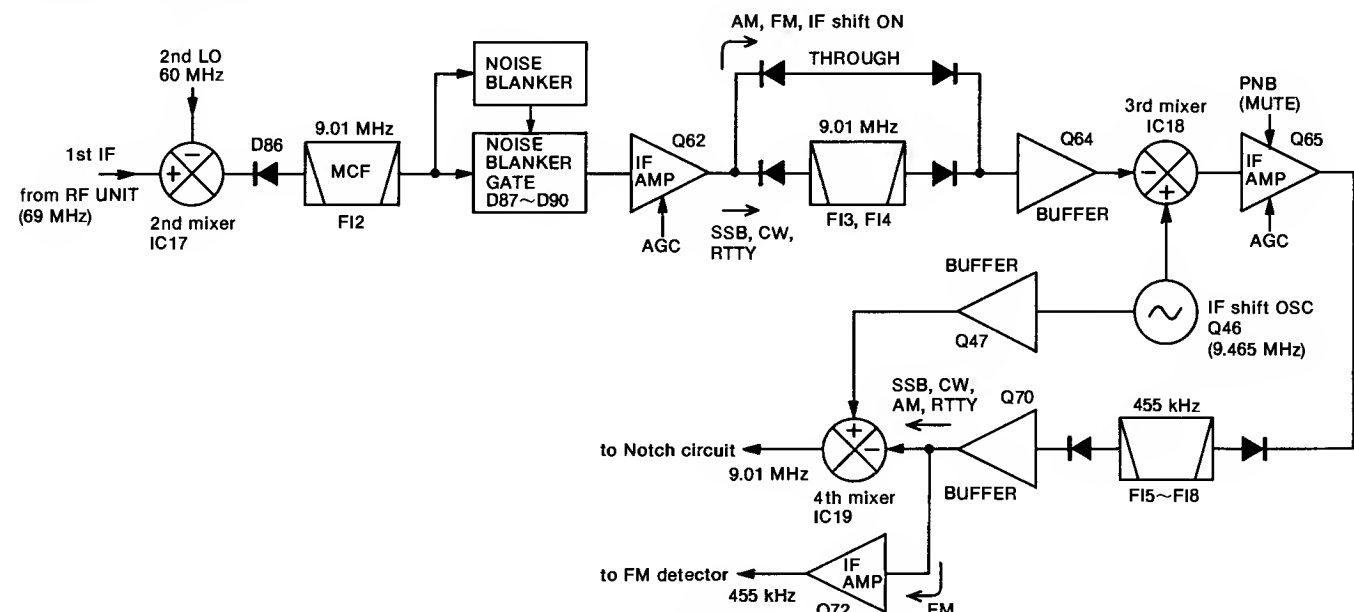 AM, FM, IF shift ON
2nd LO
60 MHz
NOISE
BLANKER
THROUGH
PNB
(MUTE)
3rd mixer
IC18
1st IF
from RF UNIT
(69 MHz)
−
+
2nd mixer
IC17
D86
9.01 MHz
MCF
FI2
NOISE
BLANKER
GATE
D87~D90
Q62
IF
AMP
AGC
SSB, CW,
RTTY
9.01 MHz
FI3, FI4
Q64
BUFFER
−
+
Q65
IF
AMP
AGC
BUFFER
Q47
IF shift OSC
Q46
(9.465 MHz)
SSB, CW,
AM, RTTY
Q70
455 kHz
to Notch circuit
9.01 MHz
+
−
4th mixer
IC19
BUFFER
FI5~FI8
to FM detector
455 kHz
IF
AMP
Q72
FM